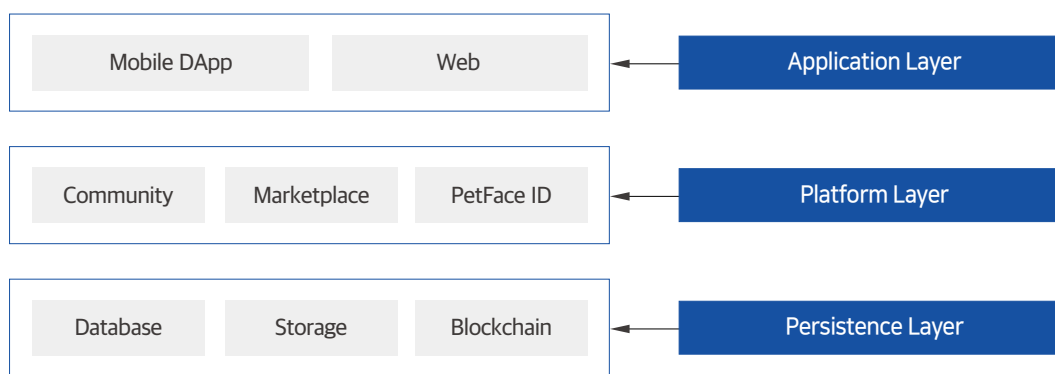 Mobile DApp
Web
Application Layer
Community
Marketplace
PetFace ID
Platform Layer
Database
Storage
Blockchain
Persistence Layer